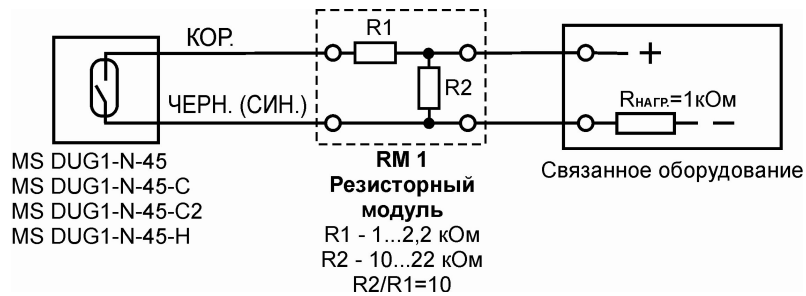 КОР.
ЧЕРН. (СИН.)
R1
R2
+
RНАГР.=1кОм
MS DUG1-N-45
MS DUG1-N-45-C
MS DUG1-N-45-C2
MS DUG1-N-45-H
RM 1
Резисторный
модуль
R1 - 1...2,2 кОм
R2 - 10...22 кОм
R2/R1=10
Связанное оборудование